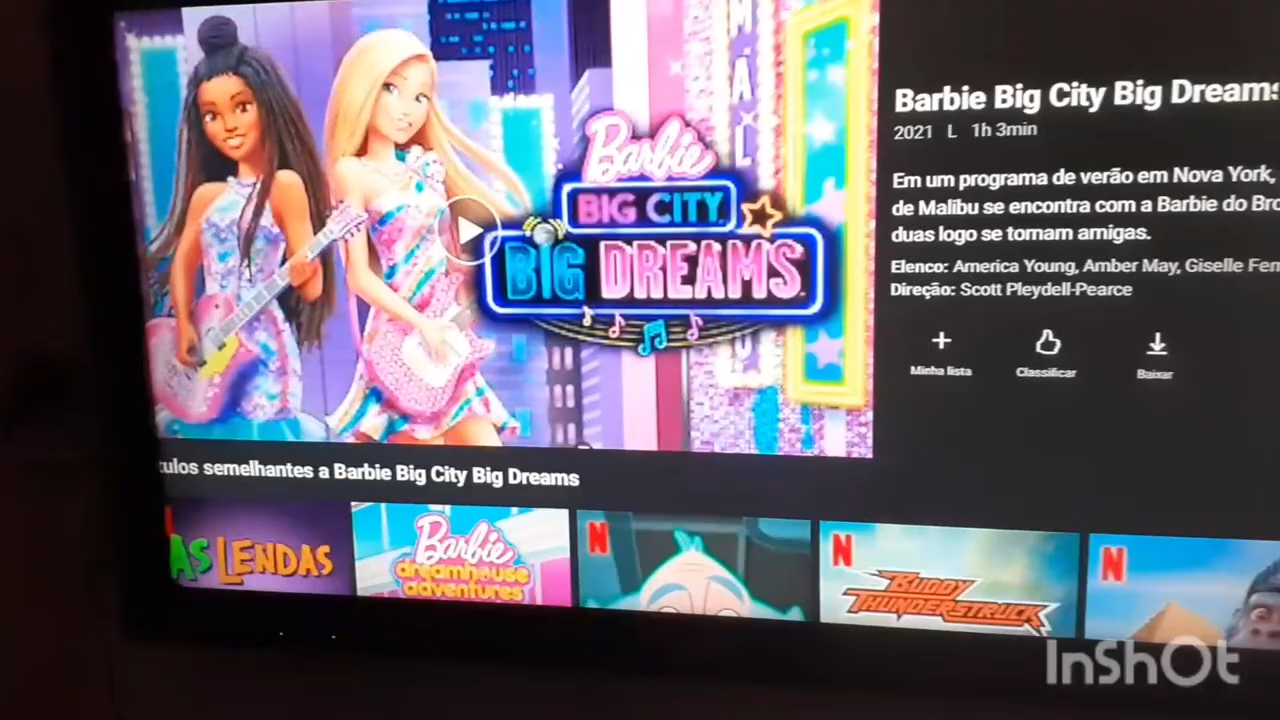 Barbie
BIG CITY
BIG DREAMS
Barbie Big City Big Dreams
2021 L 1h 3min
Em um programa de verão em Nova York,
de Malibu se encontra com a Barbie do
duas logo se tornam amigas.
Elenco: America Young, Amber May, Giselle
Direção: Scott Pleydell-Pearce
Minha lista
Classificar
Baixar
semelhantes a Barbie Big City Big Dreams
AS LENDAS
Barbie
dreamhouse
adventures
N
N
BUDDY
THUNDERSTRUCK
N
InShOt